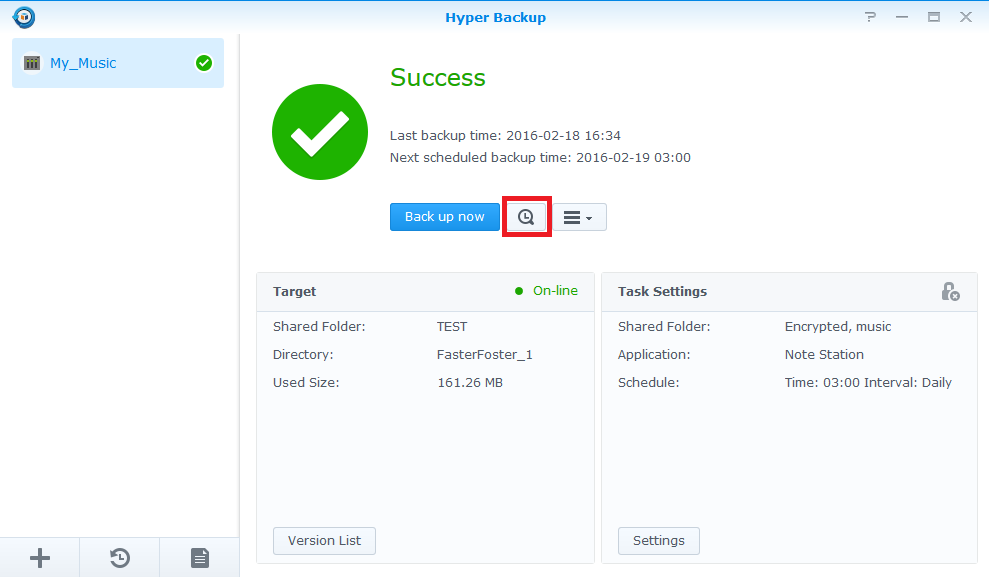 Hyper Backup
My_Music
Success
Last backup time: 2016-02-18 16:34
Next scheduled backup time: 2016-02-19 03:00
Back up now
Target
On-line
Shared Folder: TEST
Directory: FasterFoster_1
Used Size: 161.26 MB
Version List
Task Settings
Shared Folder: Encrypted, music
Application: Note Station
Schedule: Time: 03:00 Interval: Daily
Settings